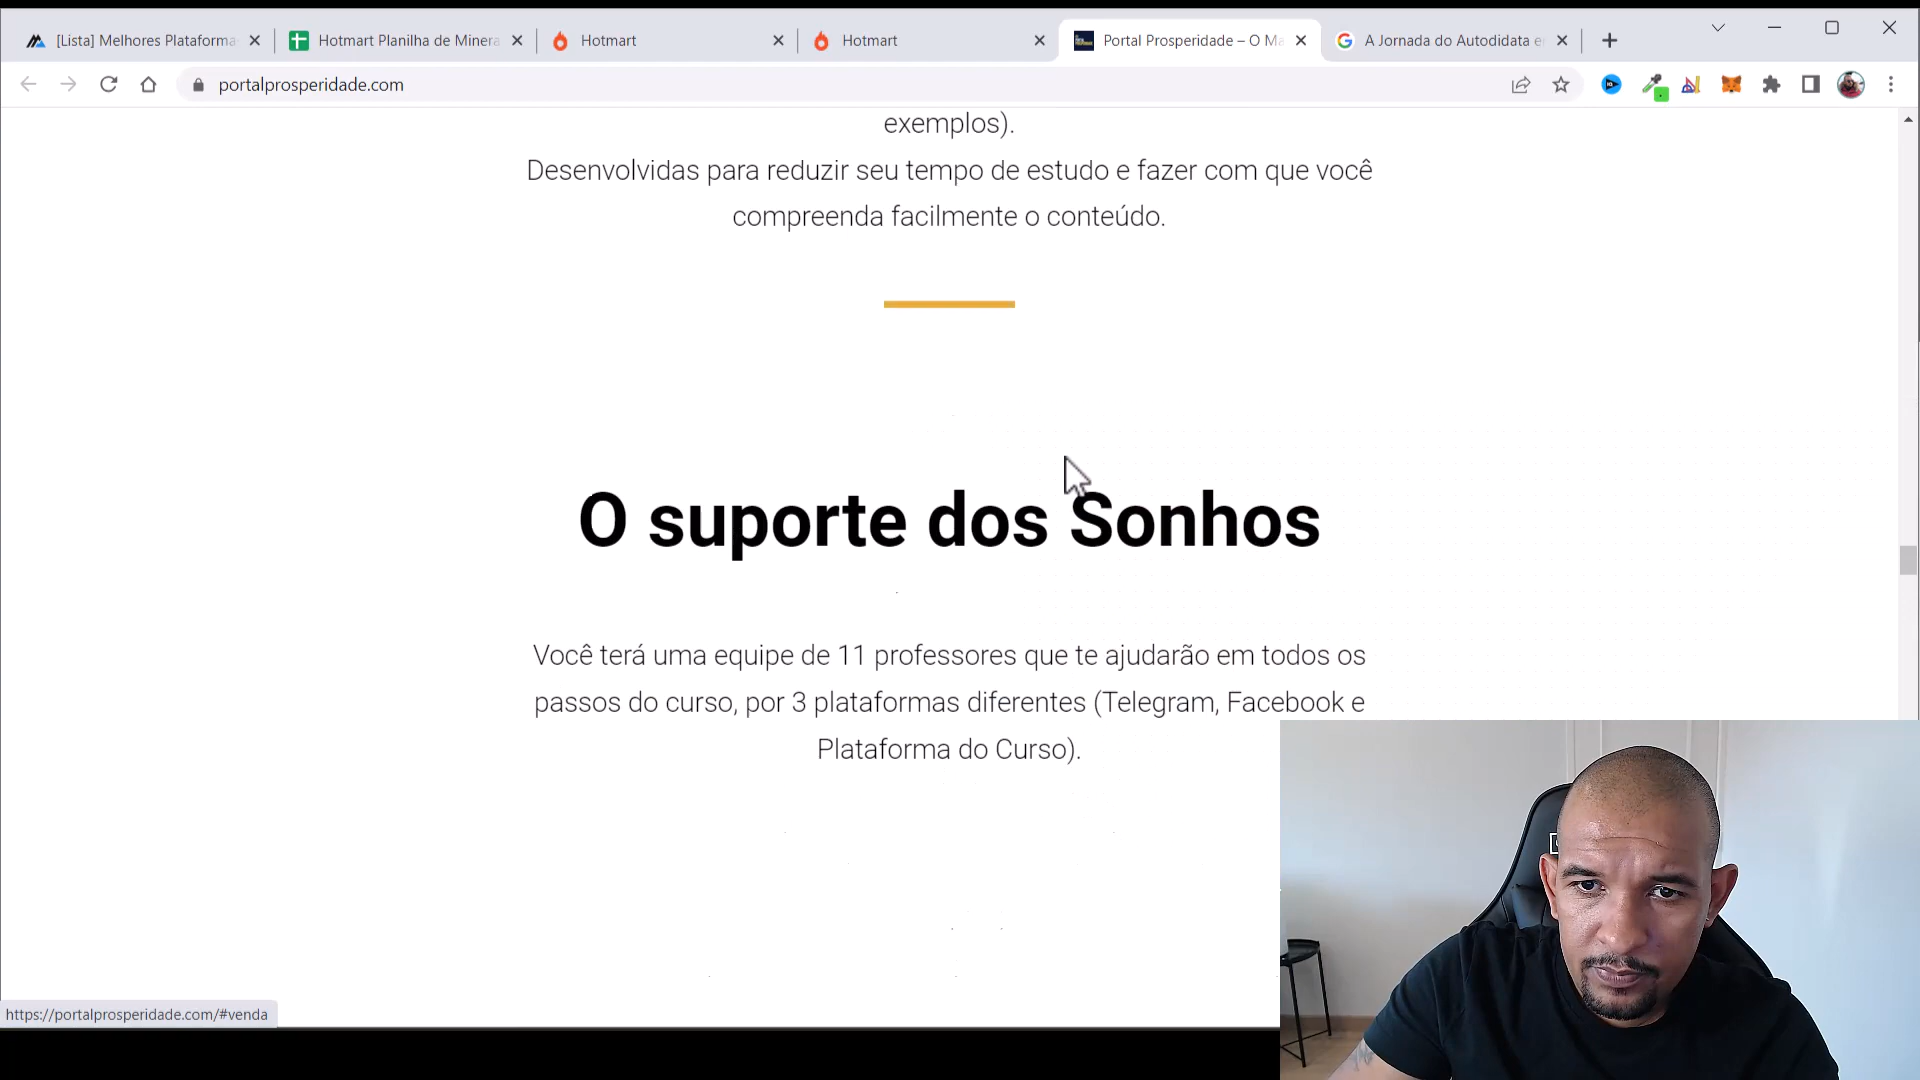 [Lista] Melhores Plataforma
Hotmart Planilha de Minera
Hotmart
Hotmart
Portal Prosperidade – O Ma
A Jornada do Autodidata e
portalprosperidade.com
exemplos).
Desenvolvidas para reduzir seu tempo de estudo e fazer com que você
compreenda facilmente o conteúdo.
O suporte dos Sonhos
Você terá uma equipe de 11 professores que te ajudarão em todos os
passos do curso, por 3 plataformas diferentes (Telegram, Facebook e
Plataforma do Curso).
https://portalprosperidade.com/#venda